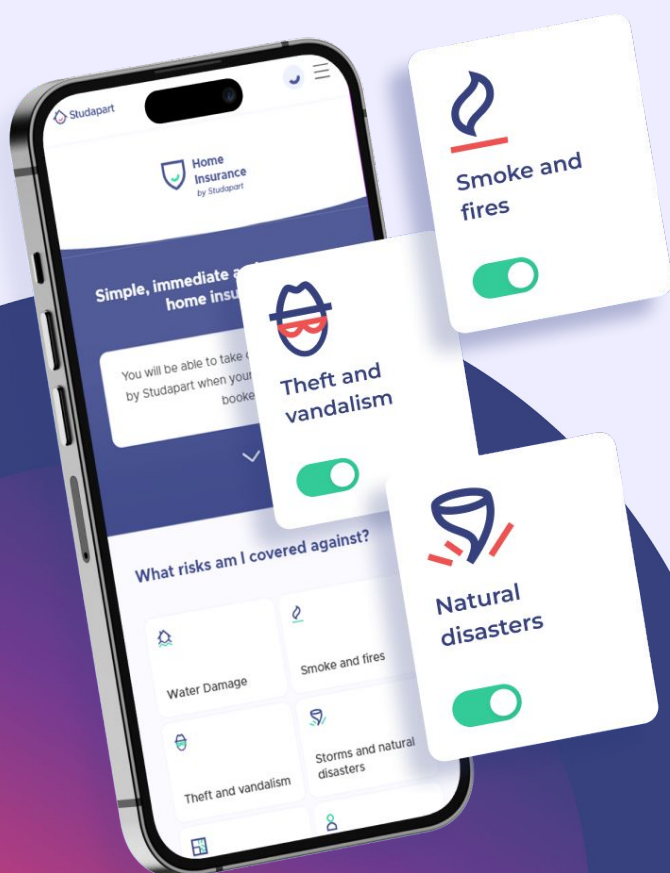 Studapart
Home
Insurance
by Studapart
Simple, immediate
home
You will be able to take
by Studapart when your
What risks am I covered against?
Water Damage
Smoke and fires
Theft and vandalism
Storms and natural
disasters
Smoke and
fires
Theft and
vandalism
Natural
disasters